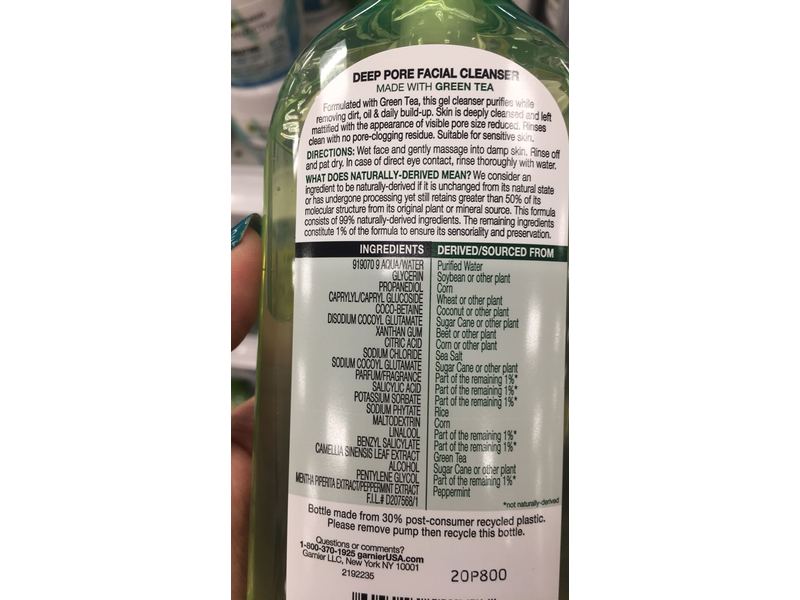 DEEP PORE FACIAL CLEANSER
MADE WITH GREEN TEA
Formulated with Green Tea, this gel cleanser purifies while
removing dirt, oil & daily build-up. Skin is deeply cleansed and left
mattified with the appearance of visible pore size reduced. Rinses
clean with no pore-clogging residue. Suitable for sensitive skin.
DIRECTIONS: Wet face and gently massage into damp skin. Rinse off
and pat dry. In case of direct eye contact, rinse thoroughly with water.
WHAT DOES NATURALLY-DERIVED MEAN? We consider an
ingredient to be naturally-derived if it is unchanged from its natural state
or has undergone processing yet still retains greater than 50% of its
molecular structure from its original plant or mineral source. This formula
consists of 99% naturally-derived ingredients. The remaining ingredients
constitute 1% of the formula to ensure its sensoriality and preservation.
INGREDIENTS DERIVED/SOURCED FROM
919070 9 AQUA/WATER Purified Water
GLYCERIN Soybean or other plant
PROPANEDIOL Corn
CAPRYLYL/CAPRYL GLUCOSIDE Wheat or other plant
COCO-BETAINE Coconut or other plant
DISODIUM COCOYL GLUTAMATE Sugar Cane or other plant
XANTHAN GUM Beet or other plant
CITRIC ACID Corn or other plant
SODIUM CHLORIDE Sea Salt
SODIUM COCOYL GLUTAMATE Sugar Cane or other plant
PARFUM/FRAGRANCE Part of the remaining 1%*
SALICYLIC ACID Part of the remaining 1%*
POTASSIUM SORBATE Part of the remaining 1%*
SODIUM PHYTATE Rice
MALTODEXTRIN Corn
LINALOOL Part of the remaining 1%*
BENZYL SALICYLATE Part of the remaining 1%*
CAMELLIA SINENSIS LEAF EXTRACT Green Tea
ALCOHOL Sugar Cane or other plant
PENTYLENE GLYCOL Part of the remaining 1%*
MENTHA PIPERITA EXTRACT/PEPPERMINT EXTRACT Peppermint
F.I.L.# D207568/1
*not naturally-derived
Bottle made from 30% post-consumer recycled plastic.
Please remove pump then recycle this bottle.
Questions or comments?
1-800-370-1925 garnierUSA.com
Garnier LLC, New York NY 10001
2192235
20P800